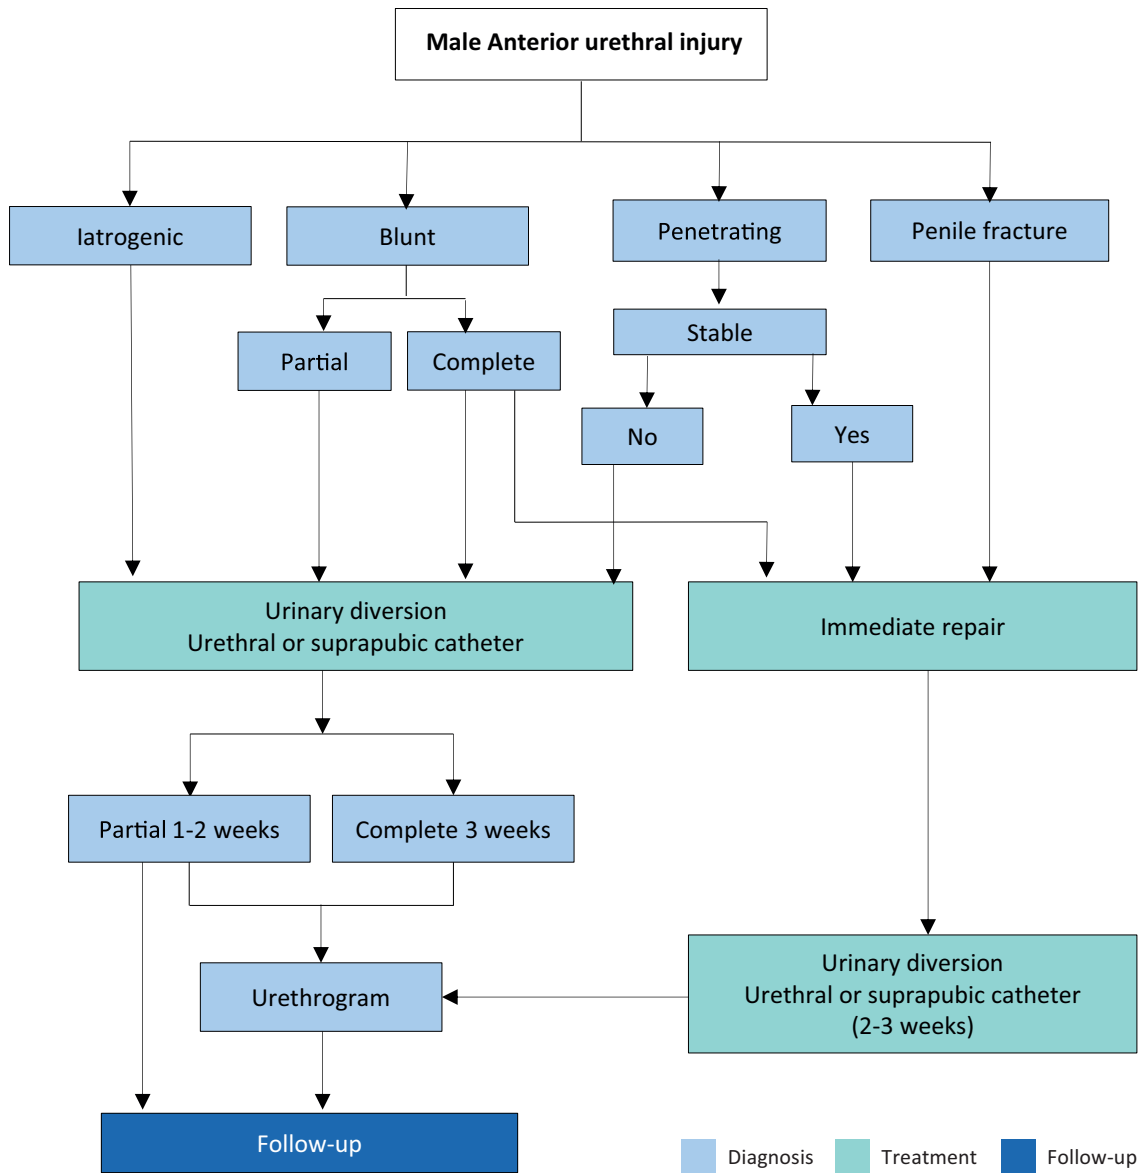 Male Anterior urethral injury
Iatrogenic
Blunt
Penetrating
Penile fracture
Partial
Complete
Stable
No
Yes
Urinary diversion
Urethral or suprapubic catheter
Immediate repair
Partial 1-2 weeks
Complete 3 weeks
Urethrogram
Urinary diversion
Urethral or suprapubic catheter
(2-3 weeks)
Follow-up
Diagnosis
Treatment
Follow-up